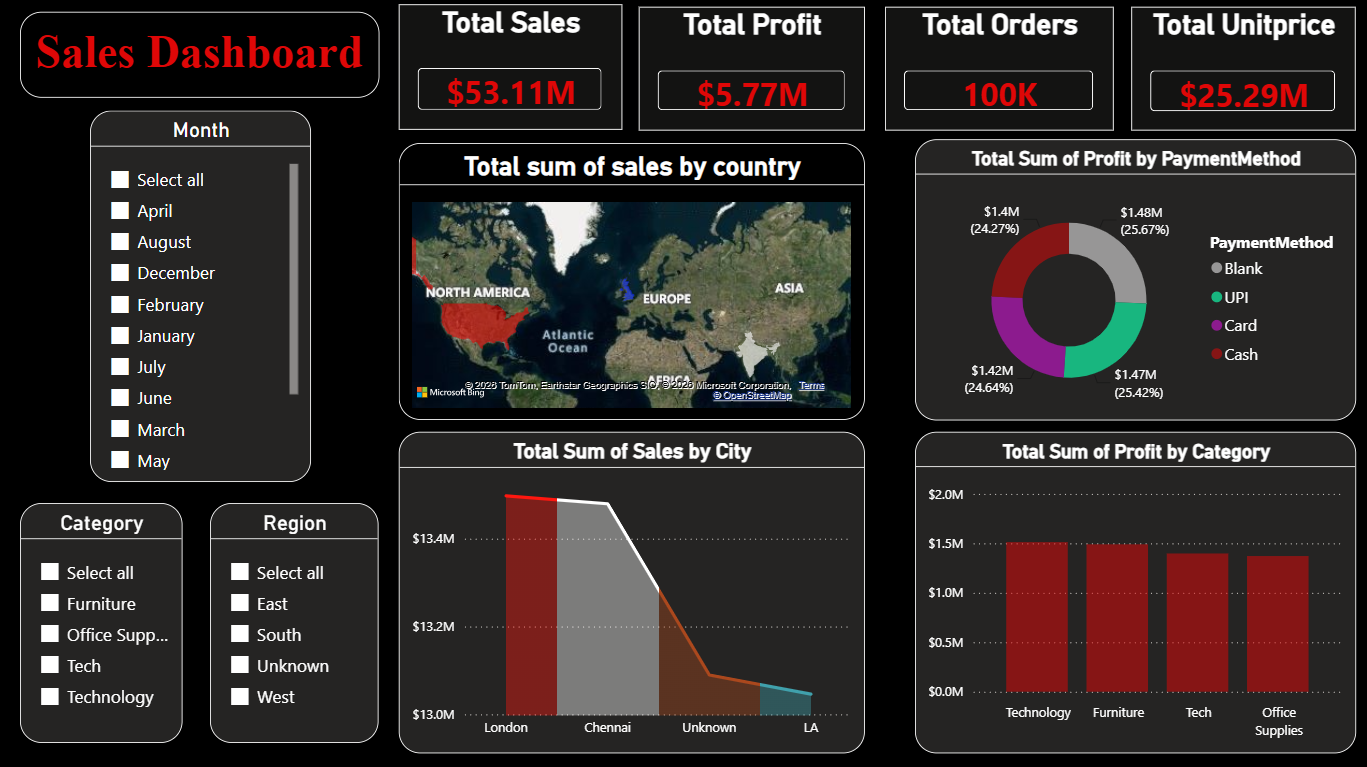 Sales Dashboard
Total Sales
$53.11M
Total Profit
$5.77M
Total Orders
100K
Total Unitprice
$25.29M
Month
Select all
April
August
December
February
January
July
June
March
May
Category
Select all
Furniture
Office Supp...
Tech
Technology
Region
Select all
East
South
Unknown
West
Total sum of sales by country
NORTH AMERICA
EUROPE
ASIA
Atlantic
Ocean
AFRICA
Microsoft Bing
© 2026 TomTom, Earthstar Geographics SIO, © 2026 Microsoft Corporation, Terms
© OpenStreetMap
Total Sum of Profit by PaymentMethod
$1.4M
(24.27%)
$1.48M
(25.67%)
$1.42M
(24.64%)
$1.47M
(25.42%)
PaymentMethod
Blank
UPI
Card
Cash
Total Sum of Sales by City
$13.4M
$13.2M
$13.0M
London
Chennai
Unknown
LA
Total Sum of Profit by Category
$2.0M
$1.5M
$1.0M
$0.5M
$0.0M
Technology
Furniture
Tech
Office
Supplies